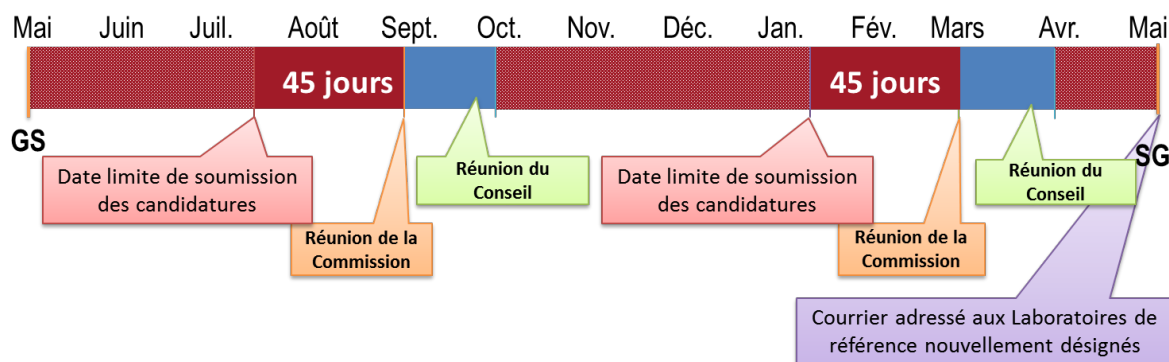 Mai Juin Juil. Août Sept. Oct. Nov. Déc. Jan. Fév. Mars Avr. Mai
45 jours 45 jours
GS
SG
Date limite de soumission
des candidatures
Réunion de la
Commission
Réunion du
Conseil
Date limite de soumission
des candidatures
Réunion de la
Commission
Réunion du
Conseil
Courrier adressé aux Laboratoires de
référence nouvellement désignés